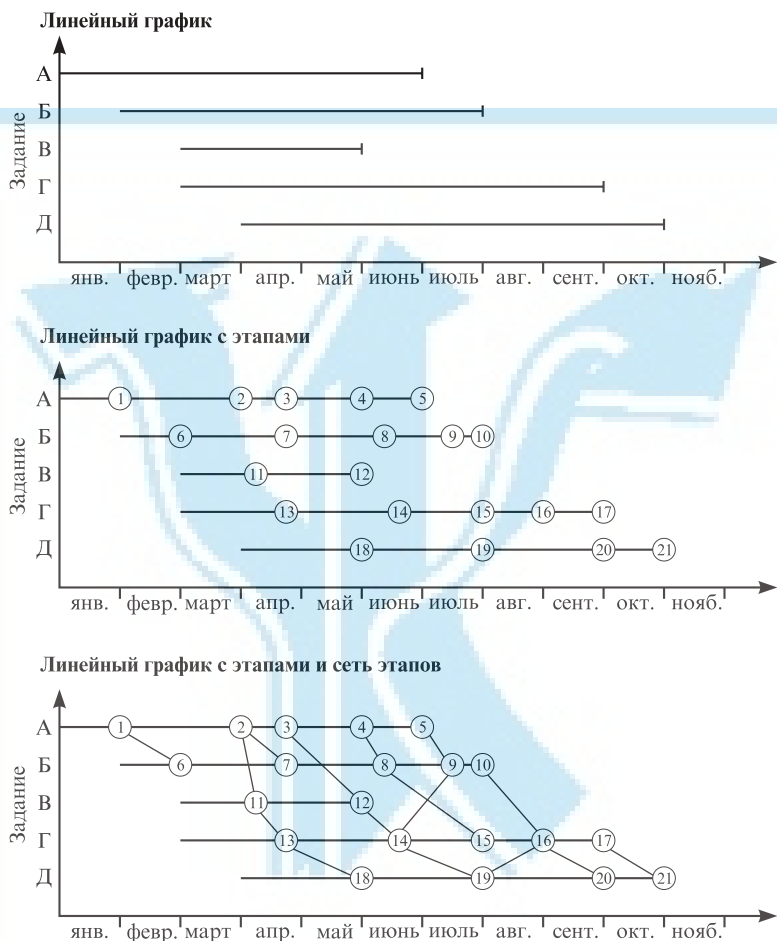 Линейный график
Задание
А
Б
В
Г
Д
янв. февр. март апр. май июнь июль авг. сент. окт. нояб.
Линейный график с этапами
Задание
А 1 2 3 4 5
Б 6 7 8 9 10
В 11 12
Г 13 14 15 16 17
Д 18 19 20 21
янв. февр. март апр. май июнь июль авг. сент. окт. нояб.
Линейный график с этапами и сеть этапов
Задание
А 1 2 3 4 5
Б 6 7 8 9 10
В 11 12
Г 13 14 15 16 17
Д 18 19 20 21
янв. февр. март апр. май июнь июль авг. сент. окт. нояб.